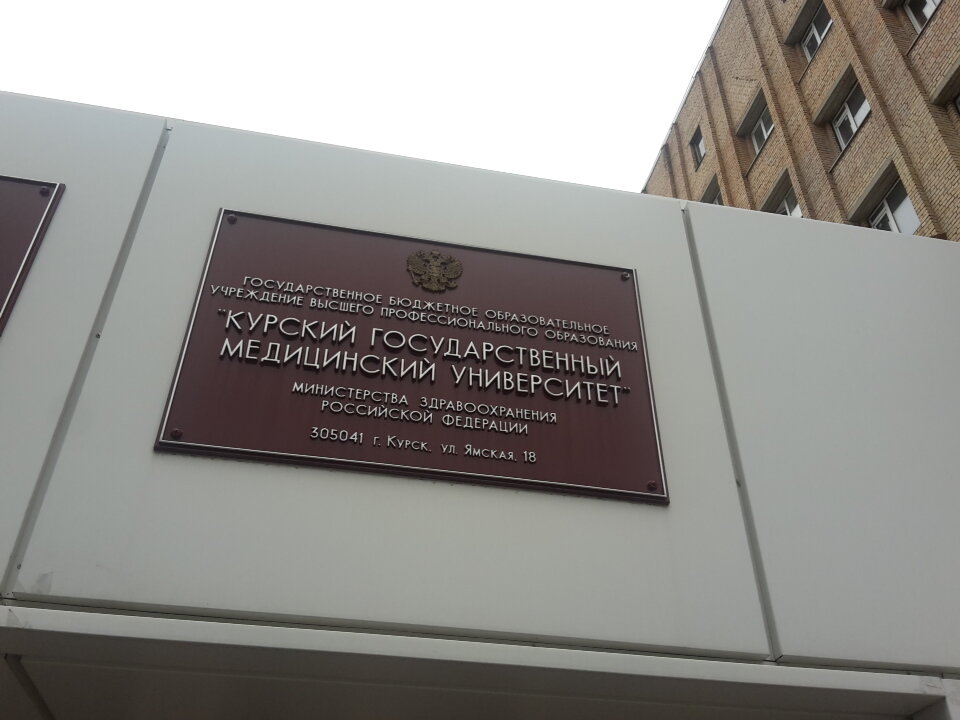 ГОСУДАРСТВЕННОЕ БЮДЖЕТНОЕ ОБРАЗОВАТЕЛЬНОЕ
УЧРЕЖДЕНИЕ ВЫСШЕГО ПРОФЕССИОНАЛЬНОГО ОБРАЗОВАНИЯ
"КУРСКИЙ ГОСУДАРСТВЕННЫЙ
МЕДИЦИНСКИЙ УНИВЕРСИТЕТ"
МИНИСТЕРСТВА ЗДРАВООХРАНЕНИЯ
РОССИЙСКОЙ ФЕДЕРАЦИИ
305041 г. Курск, ул. Ямская, 18